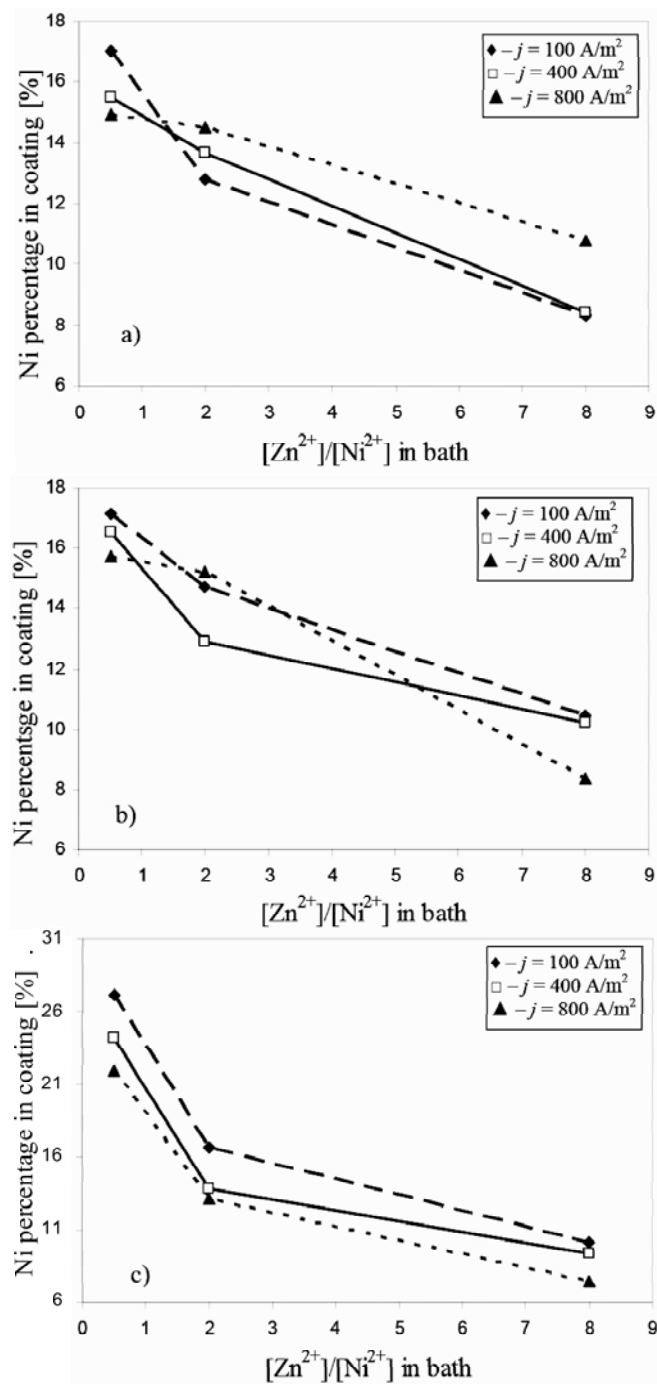 18
16
14
12
10
8
6
Ni percentage in coating [%]
– j = 100 A/m²
– j = 400 A/m²
– j = 800 A/m²
a)
0 1 2 3 4 5 6 7 8 9
[Zn²⁺]/[Ni²⁺] in bath
18
16
14
12
10
8
6
Ni percentsge in coating [%]
– j = 100 A/m²
– j = 400 A/m²
– j = 800 A/m²
b)
0 1 2 3 4 5 6 7 8 9
[Zn²⁺]/[Ni²⁺] in bath
31
26
21
16
11
6
Ni percentage in coating [%] .
– j = 100 A/m²
– j = 400 A/m²
– j = 800 A/m²
c)
0 1 2 3 4 5 6 7 8 9
[Zn²⁺]/[Ni²⁺] in bath